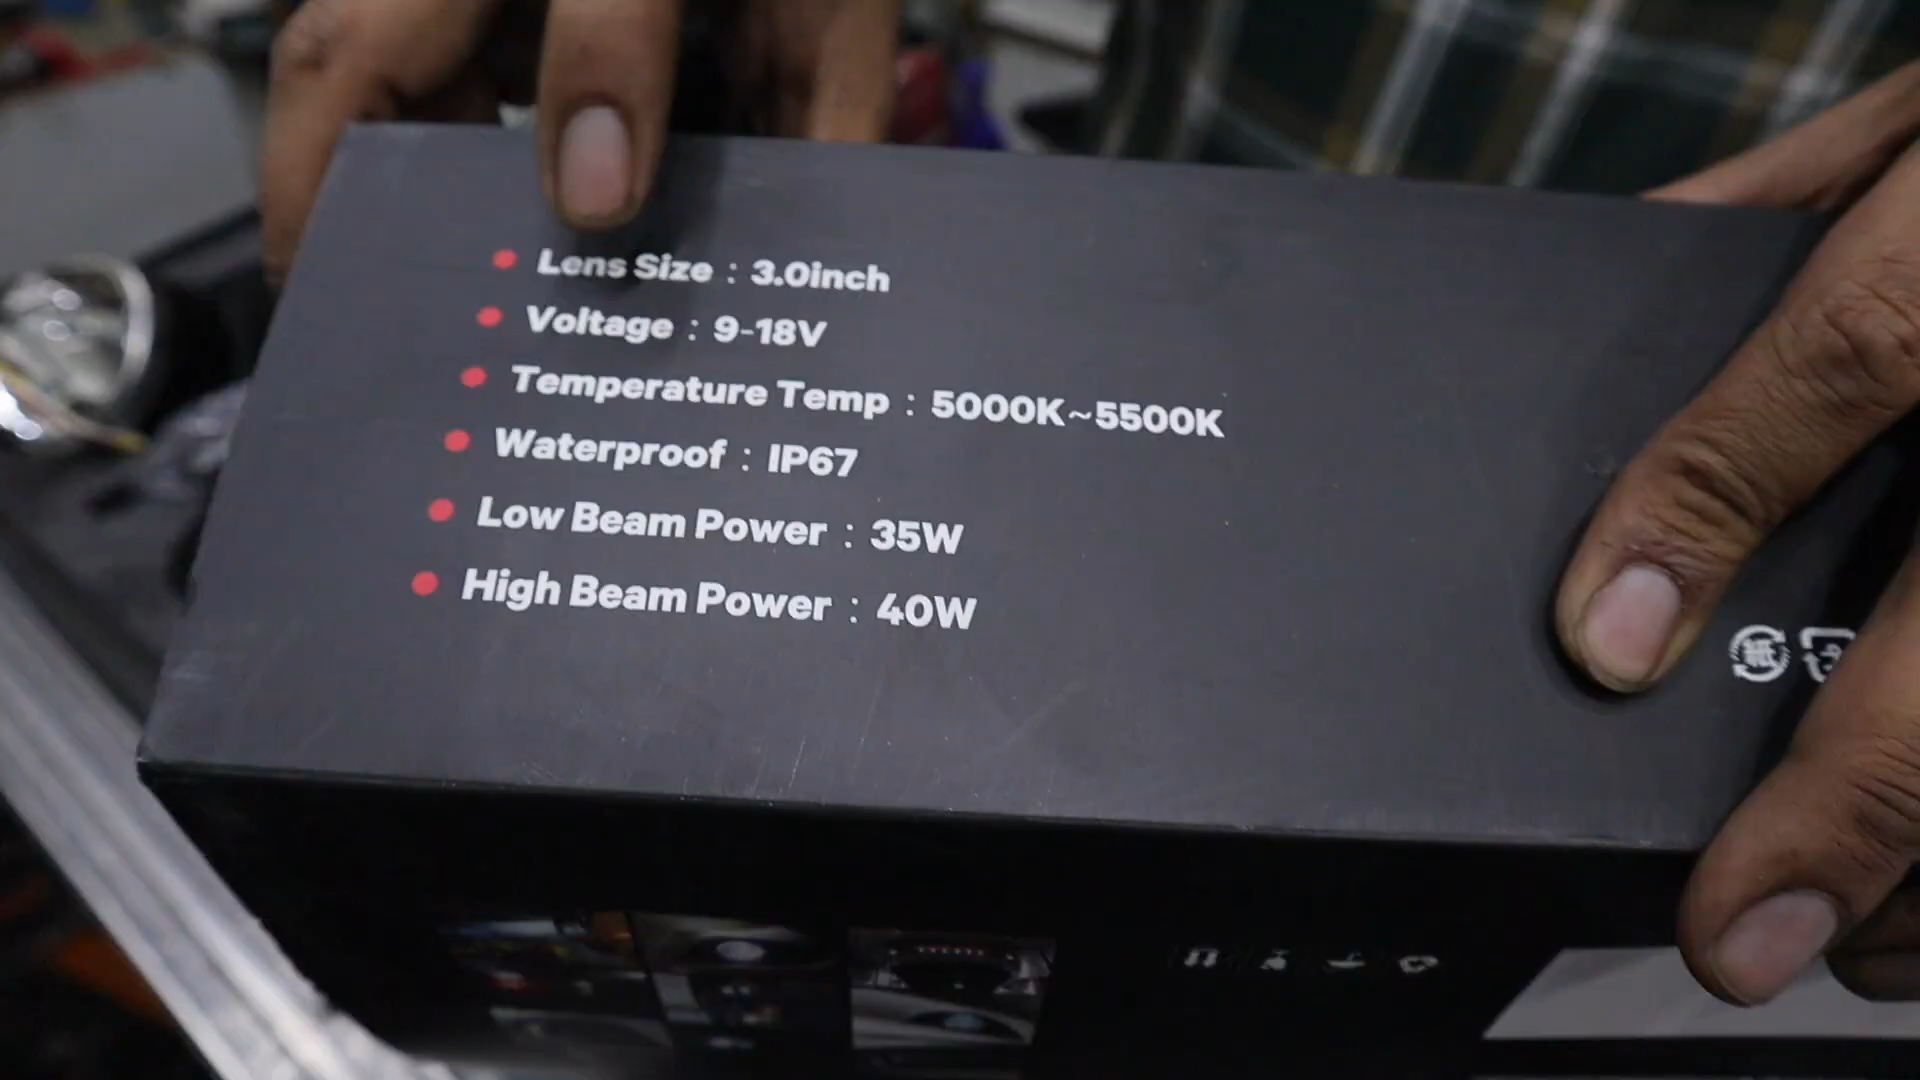 Lens Size : 3.0inch
Voltage : 9-18V
Temperature Temp : 5000K~5500K
Waterproof : IP67
Low Beam Power : 35W
High Beam Power : 40W
紙